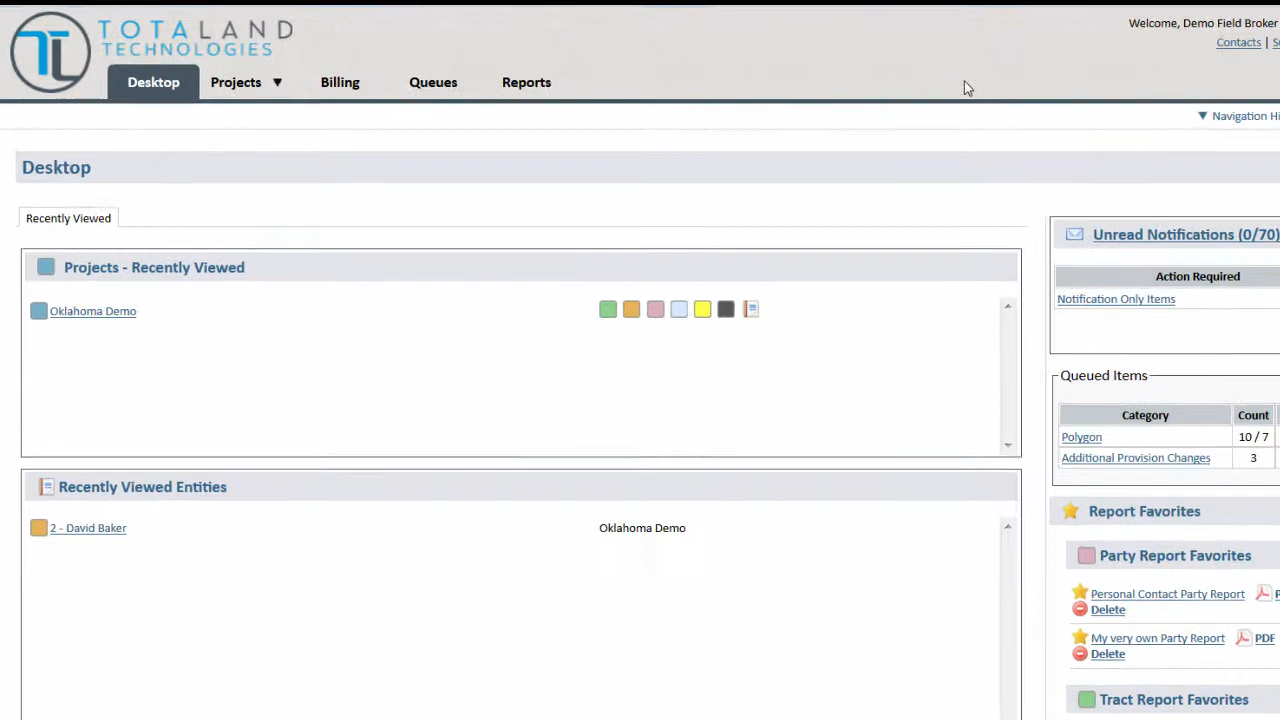 TOTALAND
TECHNOLOGIES
Welcome, Demo Field Broker
Contacts |
Desktop
Projects ▼
Billing
Queues
Reports
▼ Navigation Hi
Desktop
Recently Viewed
Projects - Recently Viewed
Oklahoma Demo
Recently Viewed Entities
2 - David Baker
Oklahoma Demo
Unread Notifications (0/70)
Action Required
Notification Only Items
Queued Items
Category Count
Polygon 10 / 7
Additional Provision Changes 3
Report Favorites
Party Report Favorites
Personal Contact Party Report
Delete
My very own Party Report PDF
Delete
Tract Report Favorites